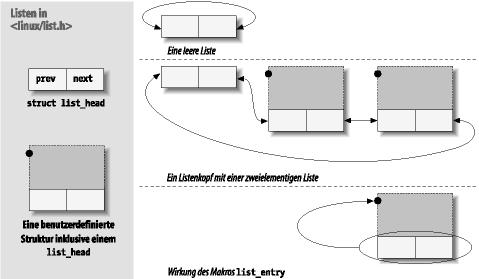 Listen in
<linux/list.h>
prev next
struct list_head
Eine benutzerdefinierte
Struktur inklusive einem
list_head
Eine leere Liste
Ein Listenkopf mit einer zweielementigen Liste
Wirkung des Makros list_entry